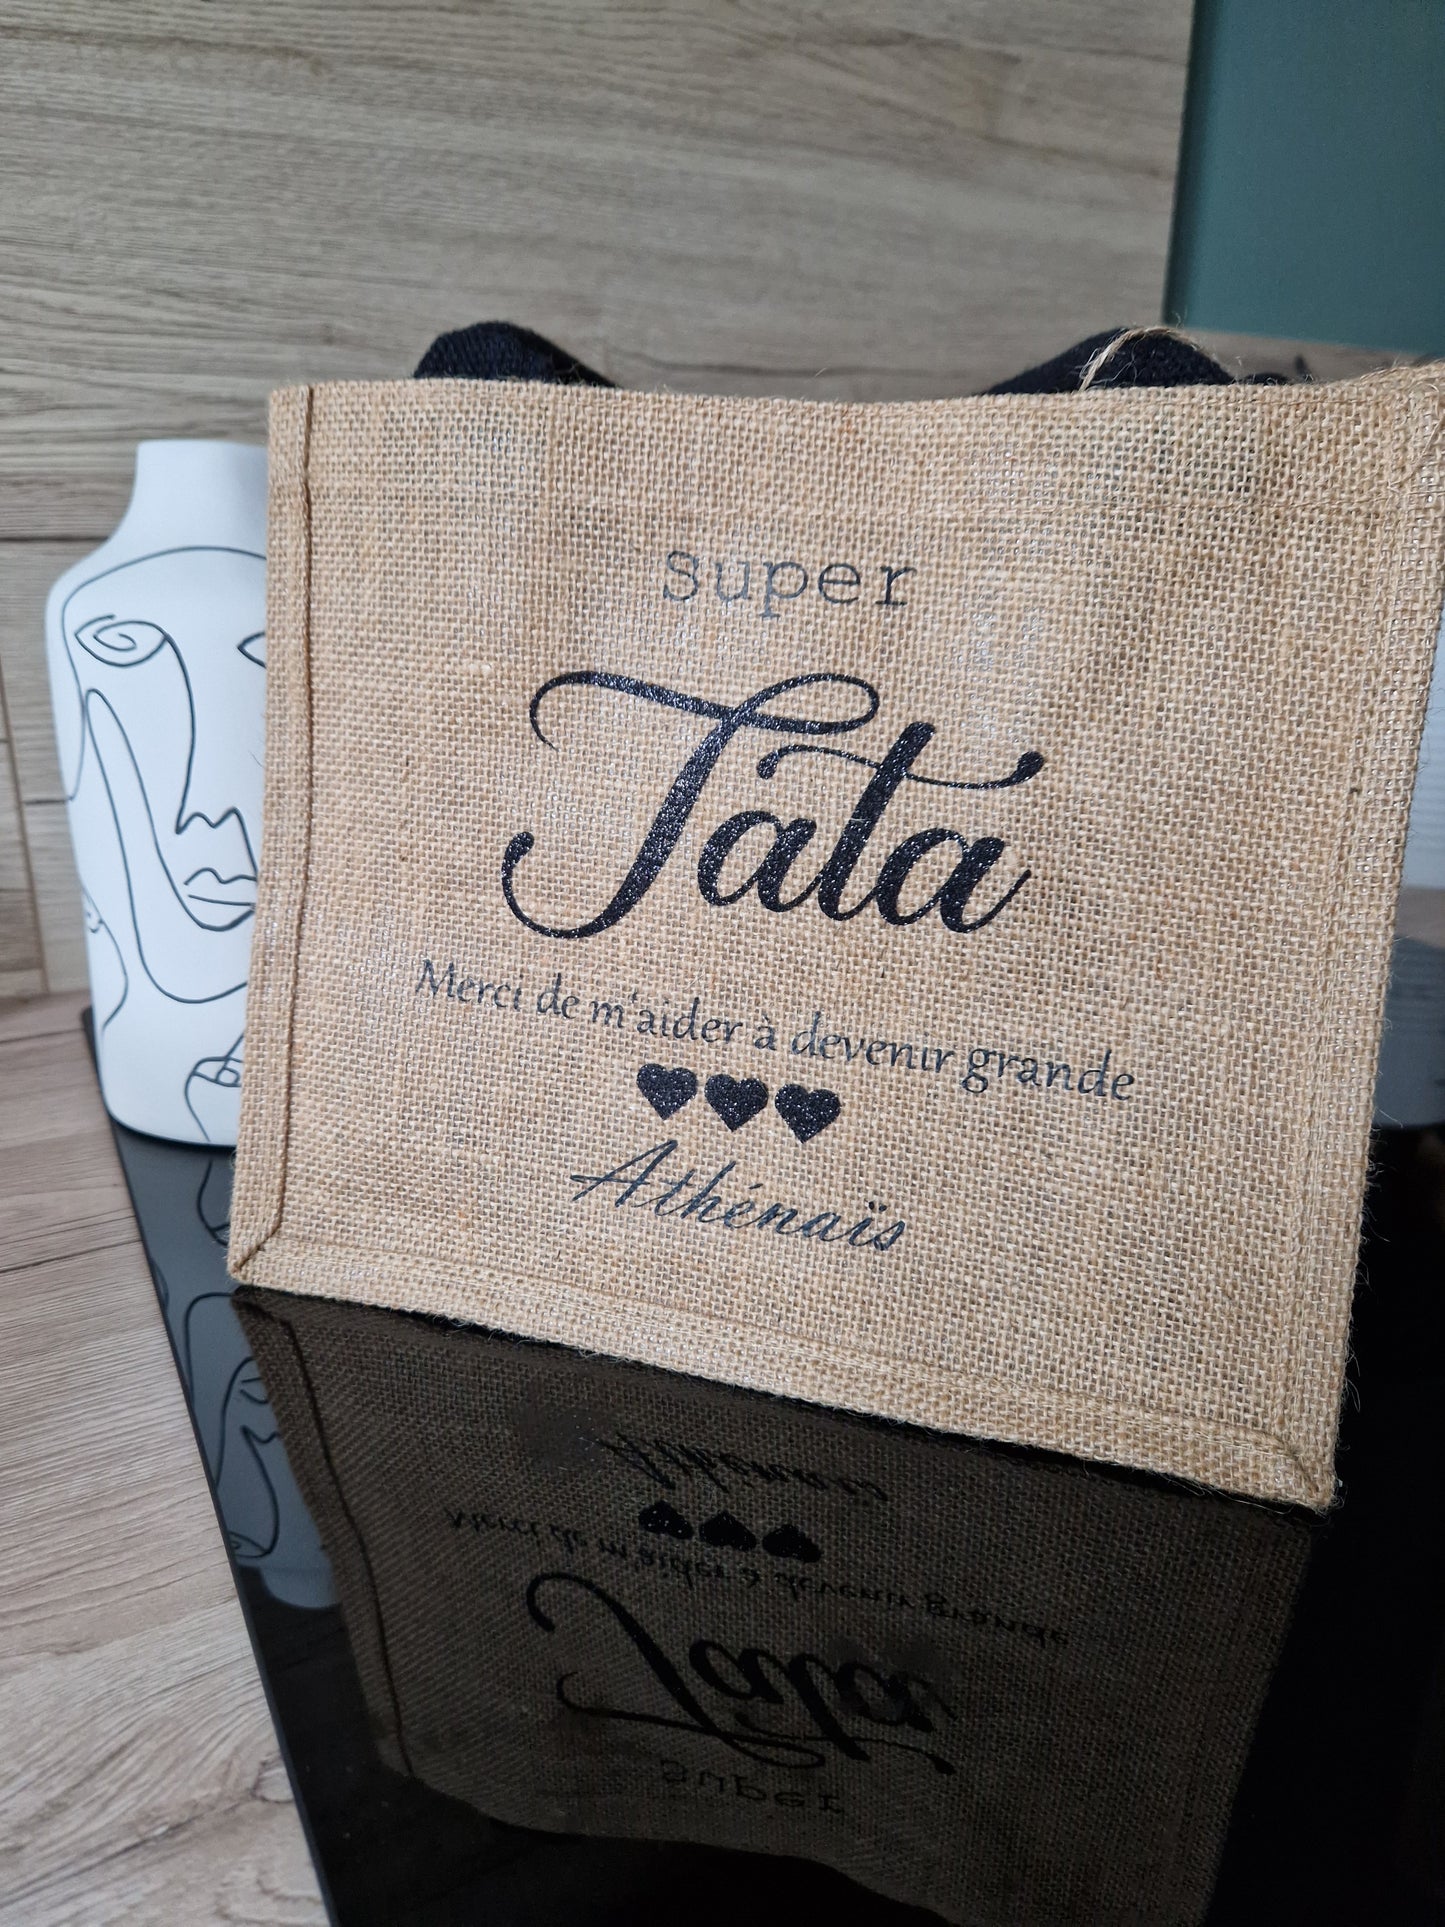 super
Tata
Merci de m'aider à devenir grande
Athénaïs